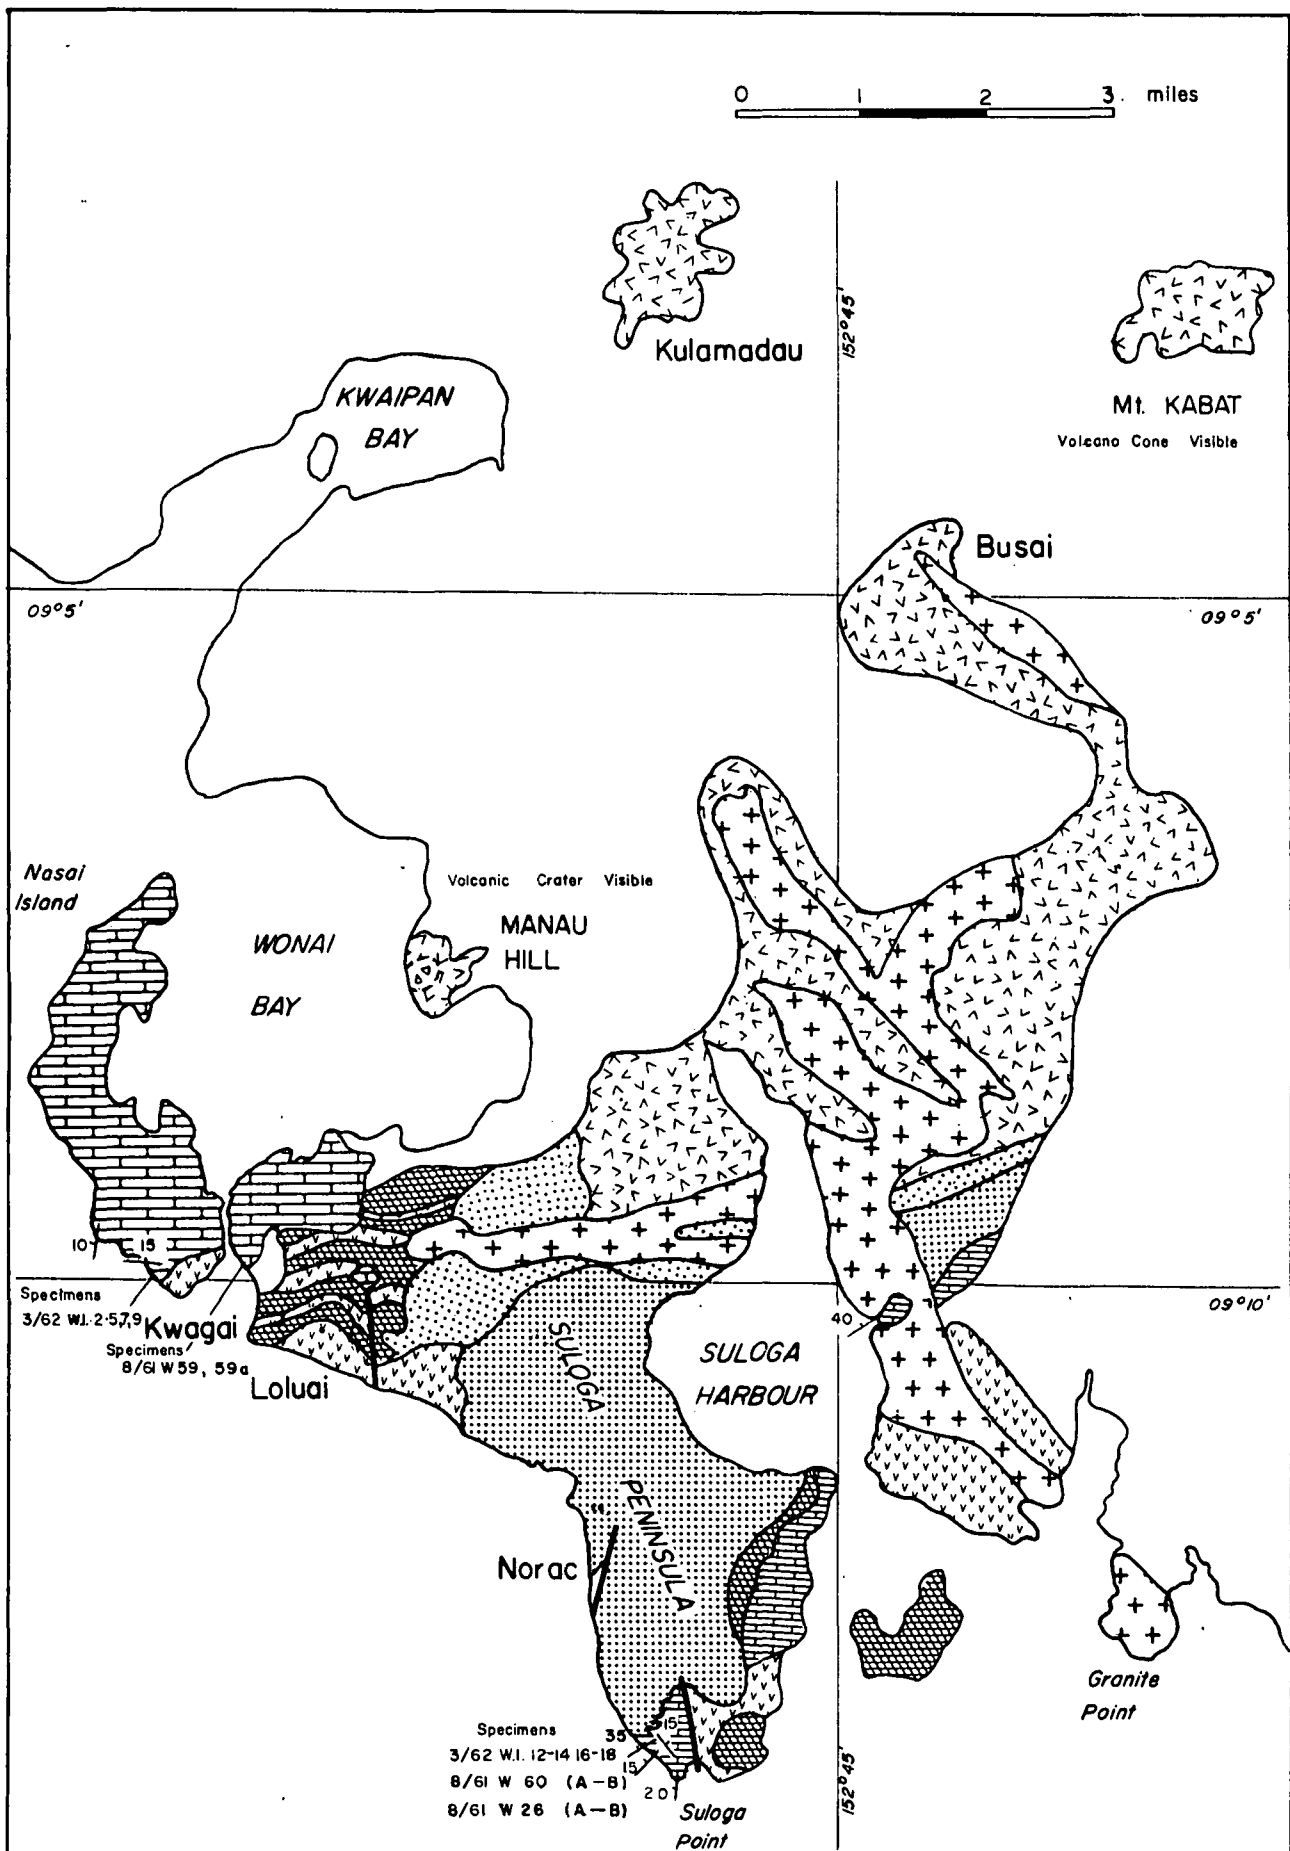 0 1 2 3 miles
Kulamadau
152°45'
Mt. KABAT
Volcano Cone Visible
KWAIPAN
BAY
Busai
09°5'
09°5'
Nasai
Island
Volcanic Crater Visible
MANAU
HILL
WONAI
BAY
10
15
Specimens
3/62 W.I. 2-5,7,9
Kwagai
Specimens
8/61 W 59, 59a
Loluai
40
09°10'
SULOGA
HARBOUR
SULOGA
PENINSULA
Norac
Granite
Point
Specimens
3/62 W.I. 12-14 16-18
8/61 W 60 (A-B)
8/61 W 26 (A-B)
35
15
15
20
Suloga
Point
152°45'